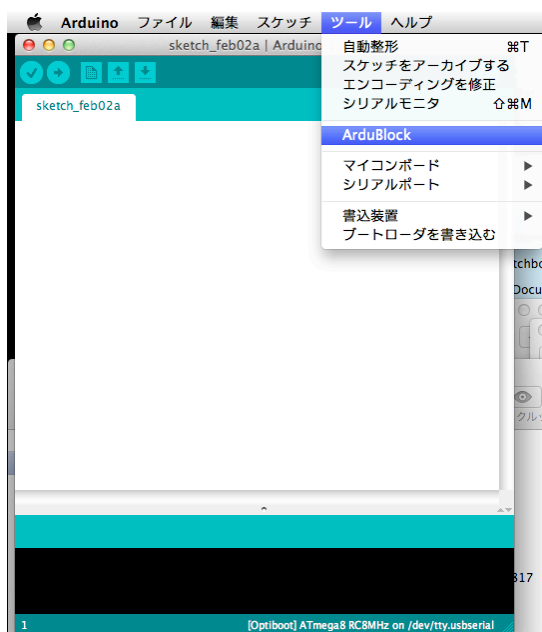 Arduino ファイル 編集 スケッチ ツール ヘルプ
sketch_feb02a | Arduino
sketch_feb02a
自動整形 ⌘T
スケッチをアーカイブする
エンコーディングを修正
シリアルモニタ ⇧⌘M
ArduBlock
マイコンボード ▶
シリアルポート ▶
書込装置 ▶
ブートローダを書き込む
tchbo
Docu
クルッ
317
1 [Optiboot] ATmega8 RC8MHz on /dev/tty.usbserial